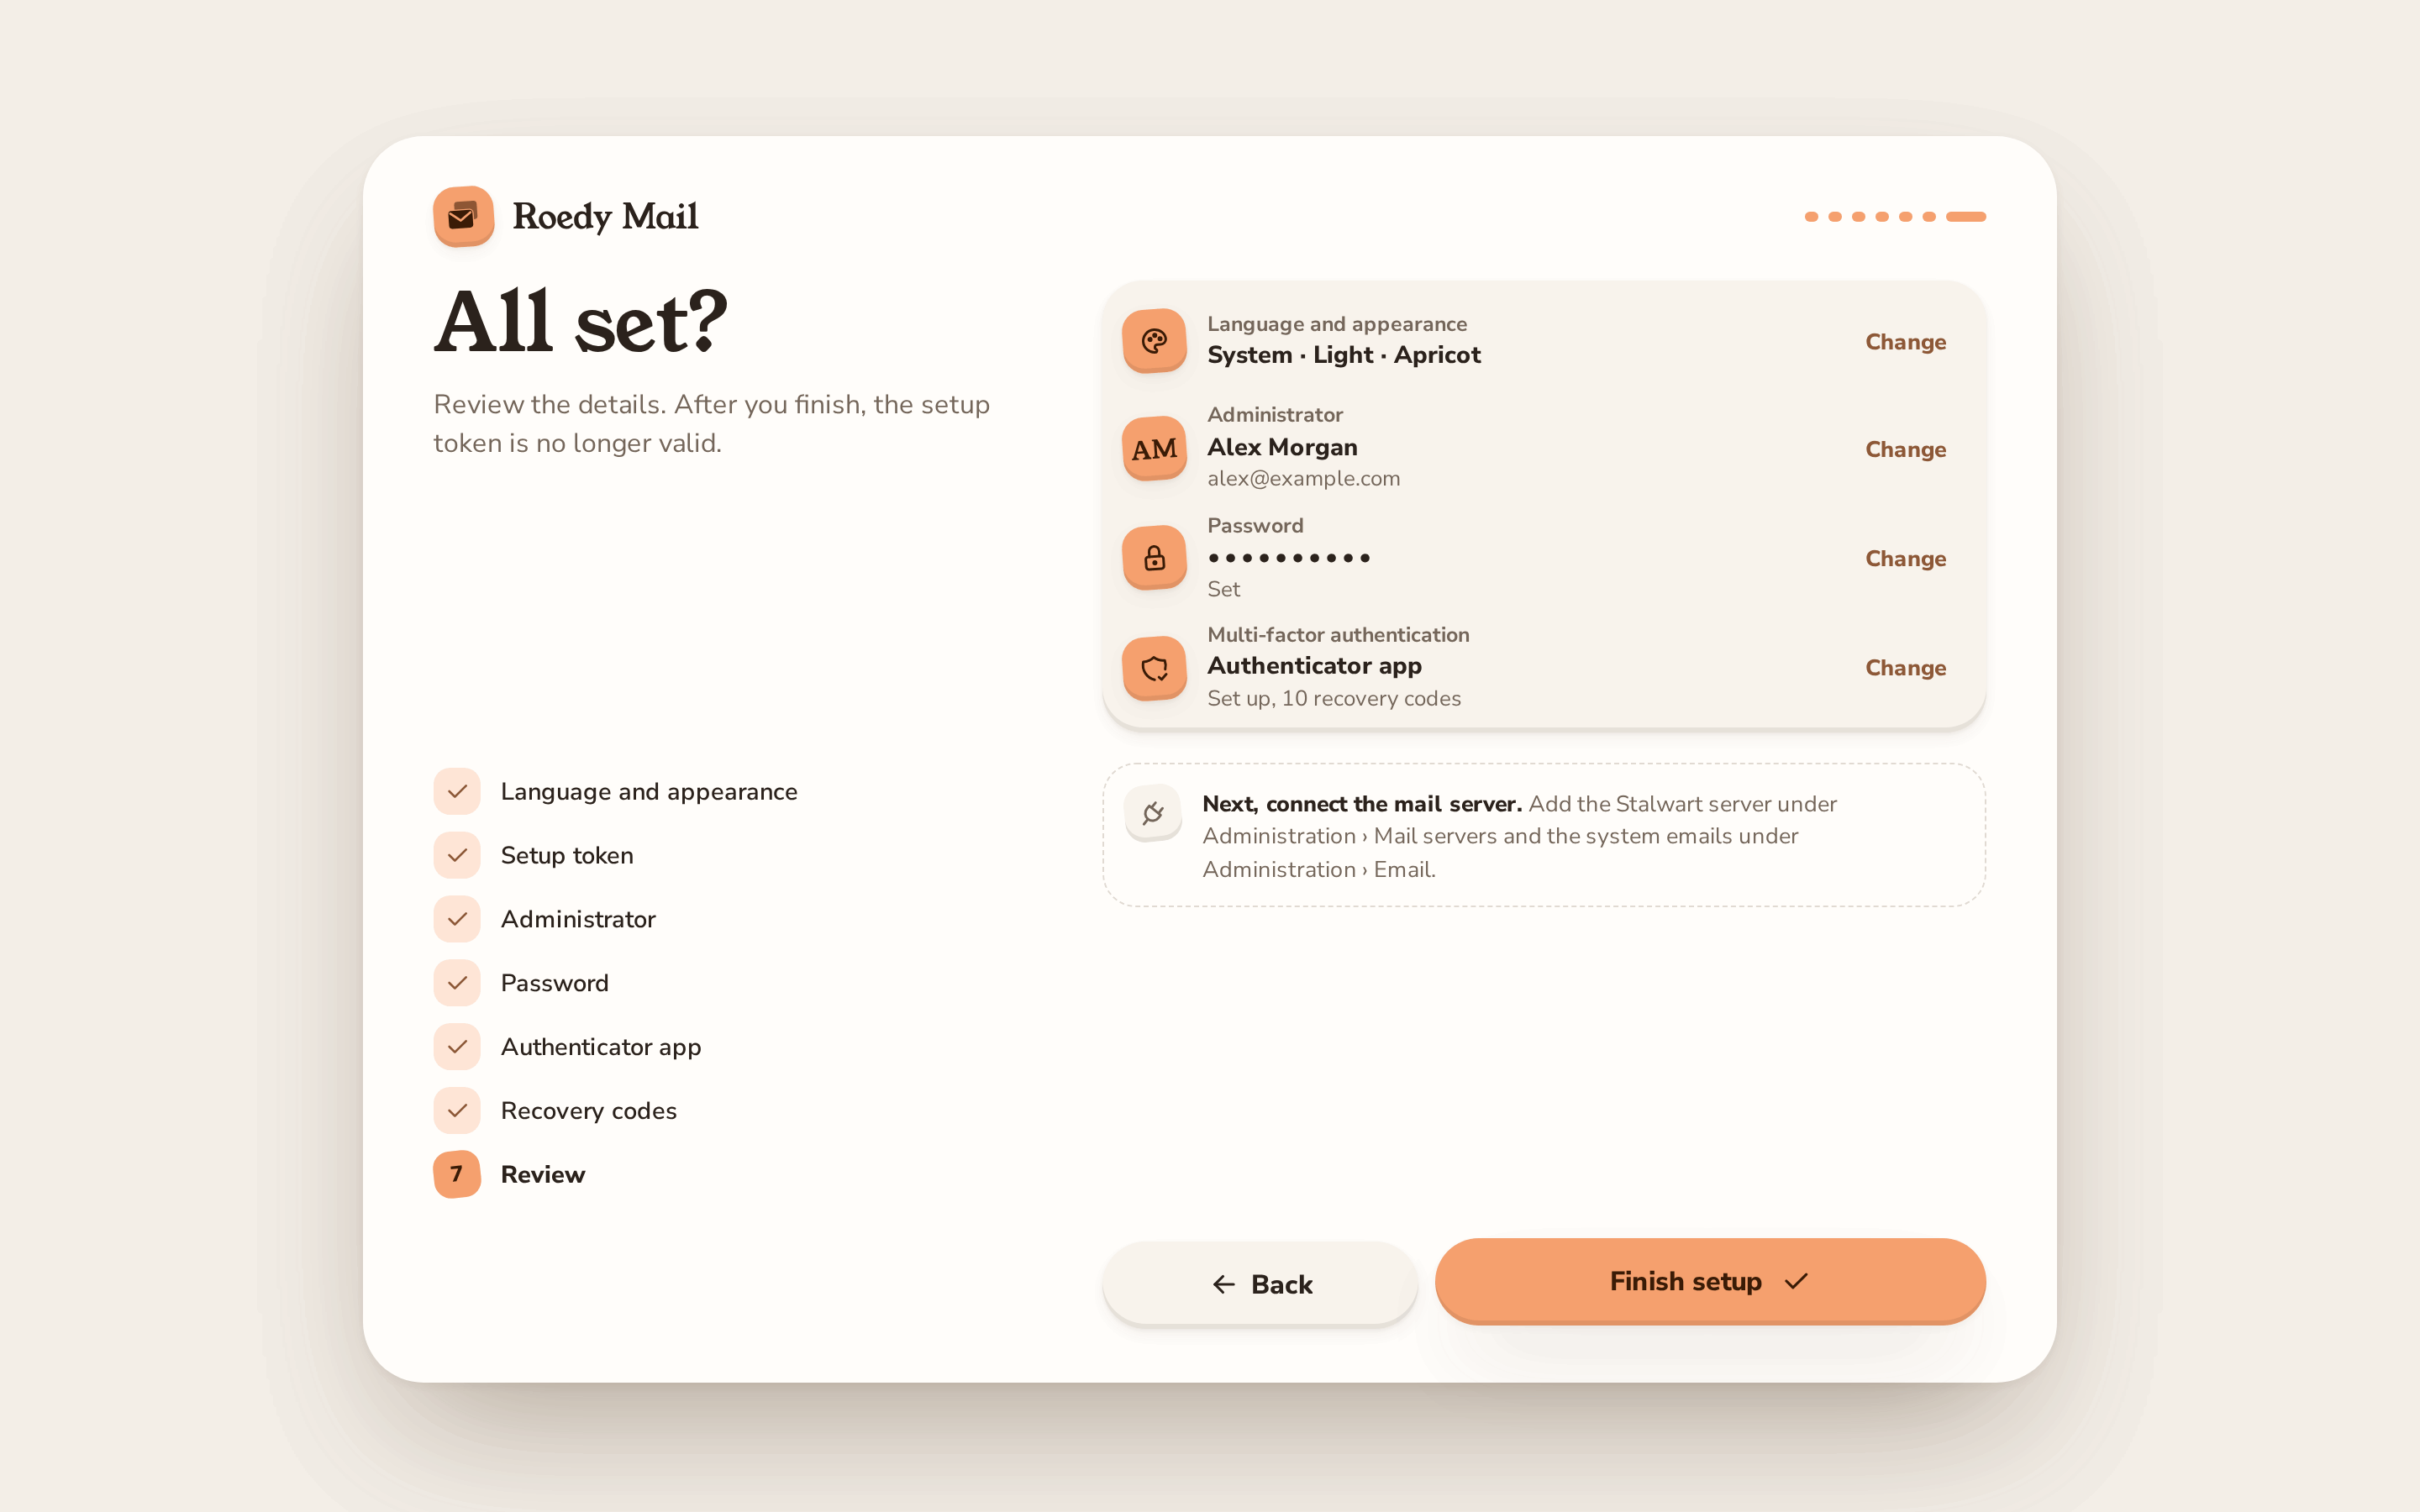 Roedy Mail
All set?
Review the details. After you finish, the setup
token is no longer valid.
Language and appearance
Setup token
Administrator
Password
Authenticator app
Recovery codes
7 Review
Language and appearance
System · Light · Apricot
Change
AM
Administrator
Alex Morgan
alex@example.com
Change
Password
••••••••••
Set
Change
Multi-factor authentication
Authenticator app
Set up, 10 recovery codes
Change
Next, connect the mail server. Add the Stalwart server under
Administration › Mail servers and the system emails under
Administration › Email.
Back
Finish setup